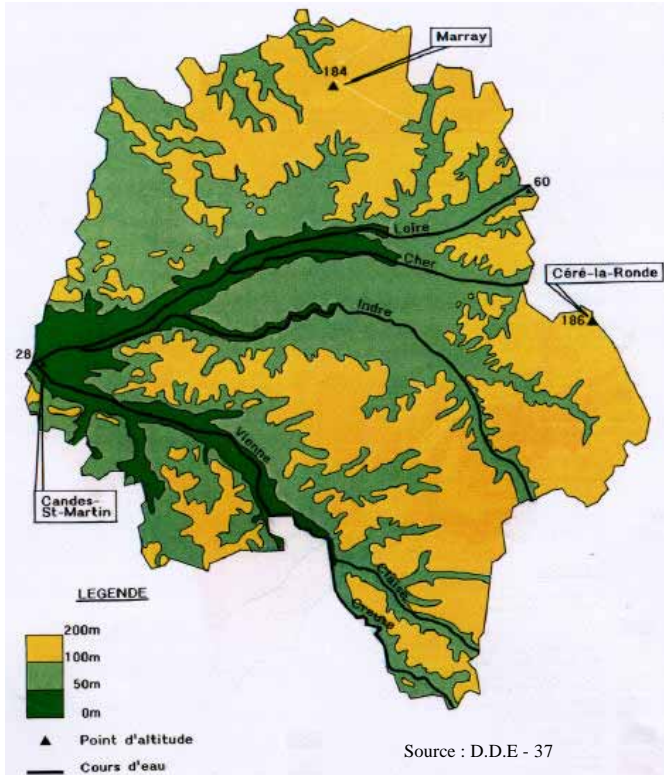 Marray
184
60
Loire
Cher
Céré-la-Ronde
186
Indre
28
Vienne
Candes-
St-Martin
Claise
Creuse
LEGENDE
200m
100m
50m
0m
Point d'altitude
Cours d'eau
Source : D.D.E - 37